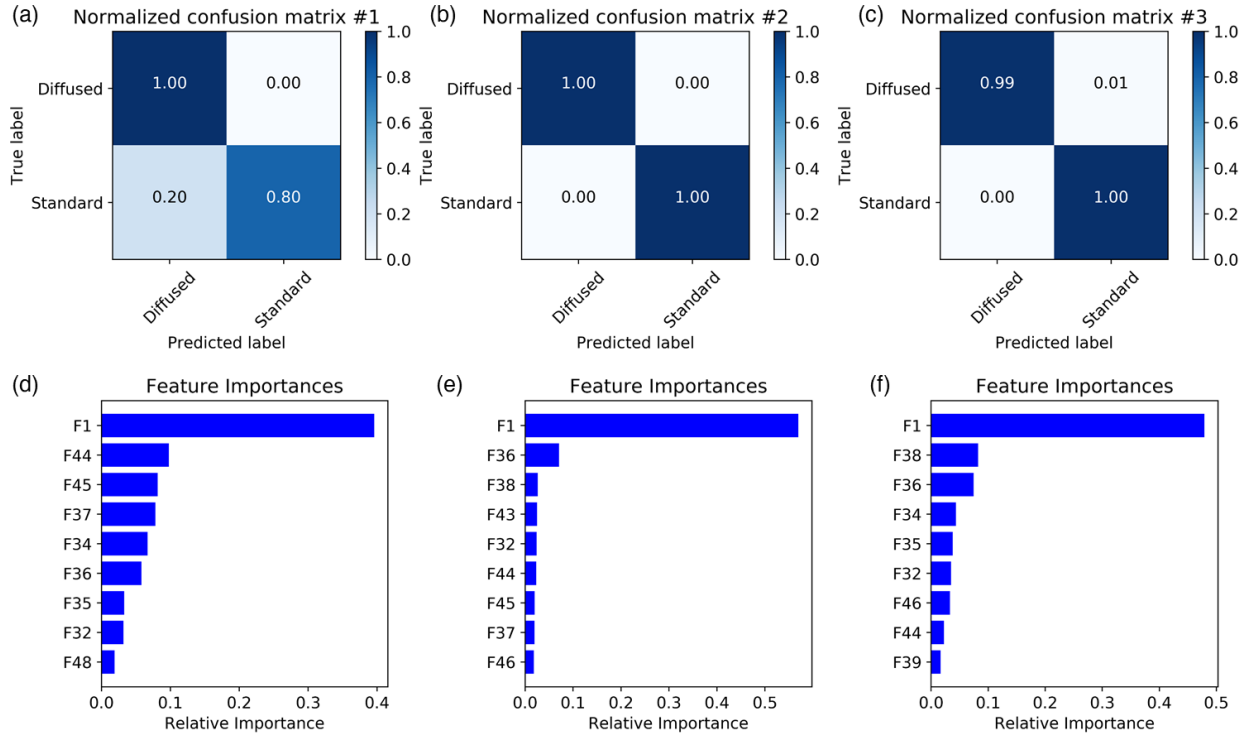 (a) Normalized confusion matrix #1
1.0
Diffused 1.00 0.00
0.8
0.6
True label
0.4
Standard 0.20 0.80
0.2
0.0
Diffused Standard
Predicted label
(b) Normalized confusion matrix #2
1.0
Diffused 1.00 0.00
0.8
0.6
True label
0.4
Standard 0.00 1.00
0.2
0.0
Diffused Standard
Predicted label
(c) Normalized confusion matrix #3
1.0
Diffused 0.99 0.01
0.8
0.6
True label
0.4
Standard 0.00 1.00
0.2
0.0
Diffused Standard
Predicted label
(d) Feature Importances
F1
F44
F45
F37
F34
F36
F35
F32
F48
0.0 0.1 0.2 0.3 0.4
Relative Importance
(e) Feature Importances
F1
F36
F38
F43
F32
F44
F45
F37
F46
0.0 0.1 0.2 0.3 0.4 0.5
Relative Importance
(f) Feature Importances
F1
F38
F36
F34
F35
F32
F46
F44
F39
0.0 0.1 0.2 0.3 0.4 0.5
Relative Importance